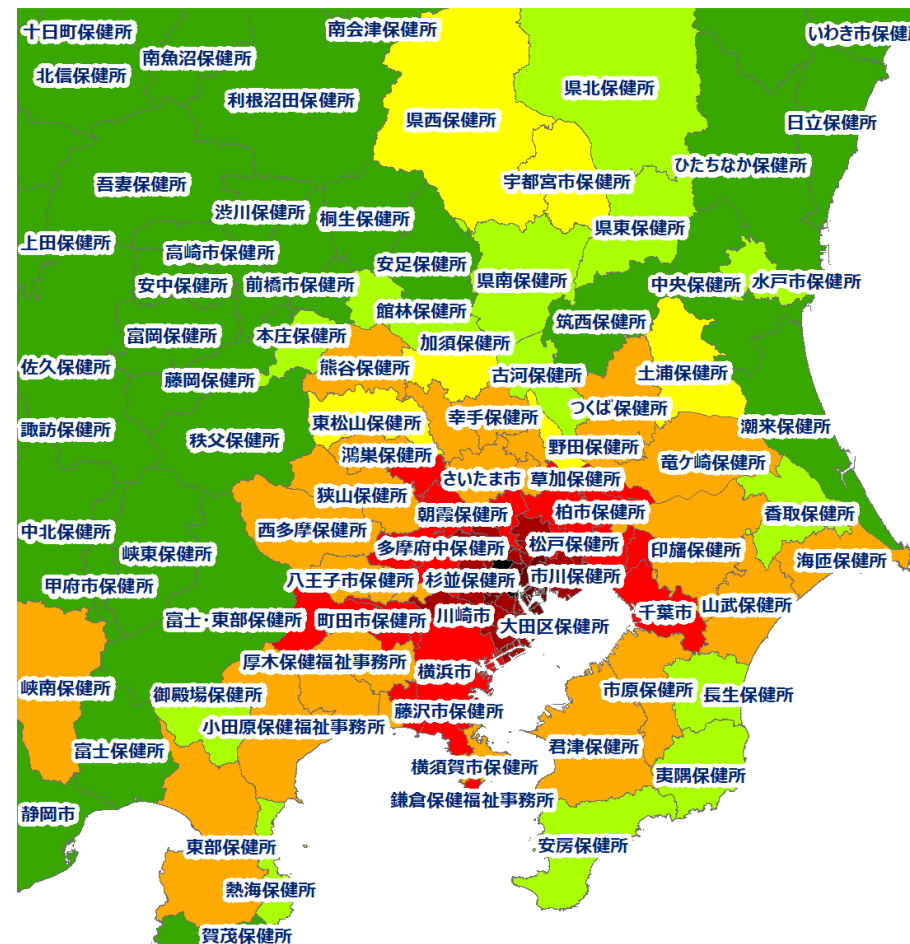 十日町保健所
南会津保健所
いわき市保健所
南魚沼保健所
北信保健所
利根沼田保健所
県北保健所
県西保健所
日立保健所
ひたちなか保健所
吾妻保健所
宇都宮市保健所
渋川保健所
桐生保健所
県東保健所
上田保健所
高崎市保健所
安足保健所
安中保健所
前橋市保健所
県南保健所
中央保健所
水戸市保健所
館林保健所
筑西保健所
富岡保健所
本庄保健所
加須保健所
佐久保健所
熊谷保健所
古河保健所
土浦保健所
藤岡保健所
つくば保健所
諏訪保健所
東松山保健所
幸手保健所
潮来保健所
秩父保健所
野田保健所
鴻巣保健所
竜ケ崎保健所
さいたま市
草加保健所
狭山保健所
朝霞保健所
柏市保健所
香取保健所
中北保健所
西多摩保健所
峡東保健所
多摩府中保健所
松戸保健所
印旛保健所
海匝保健所
甲府市保健所
八王子市保健所
杉並保健所
市川保健所
富士・東部保健所
町田市保健所
川崎市
大田区保健所
千葉市
山武保健所
厚木保健福祉事務所
横浜市
峡南保健所
御殿場保健所
市原保健所
長生保健所
小田原保健福祉事務所
藤沢市保健所
富士保健所
君津保健所
横須賀市保健所
夷隅保健所
鎌倉保健福祉事務所
静岡市
東部保健所
安房保健所
熱海保健所
賀茂保健所